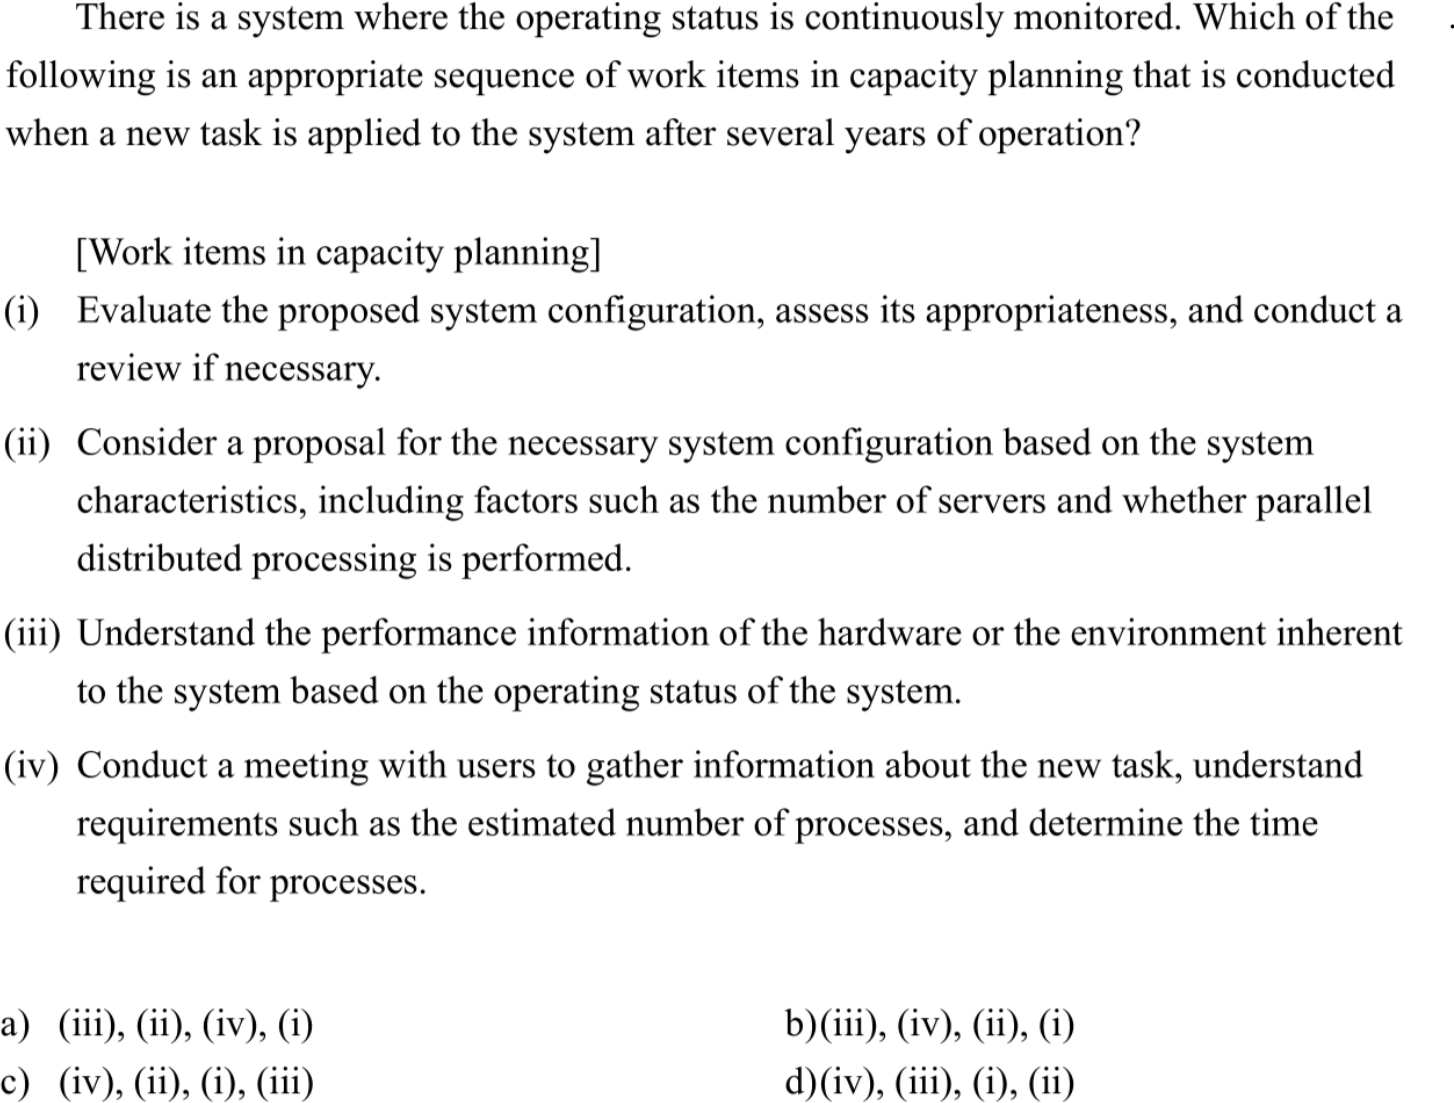 There is a system where the operating status is continuously monitored. Which of the
following is an appropriate sequence of work items in capacity planning that is conducted
when a new task is applied to the system after several years of operation?
[Work items in capacity planning]
(i) Evaluate the proposed system configuration, assess its appropriateness, and conduct a
review if necessary.
(ii) Consider a proposal for the necessary system configuration based on the system
characteristics, including factors such as the number of servers and whether parallel
distributed processing is performed.
(iii) Understand the performance information of the hardware or the environment inherent
to the system based on the operating status of the system.
(iv) Conduct a meeting with users to gather information about the new task, understand
requirements such as the estimated number of processes, and determine the time
required for processes.
a) (iii), (ii), (iv), (i) b)(iii), (iv), (ii), (i)
c) (iv), (ii), (i), (iii) d)(iv), (iii), (i), (ii)